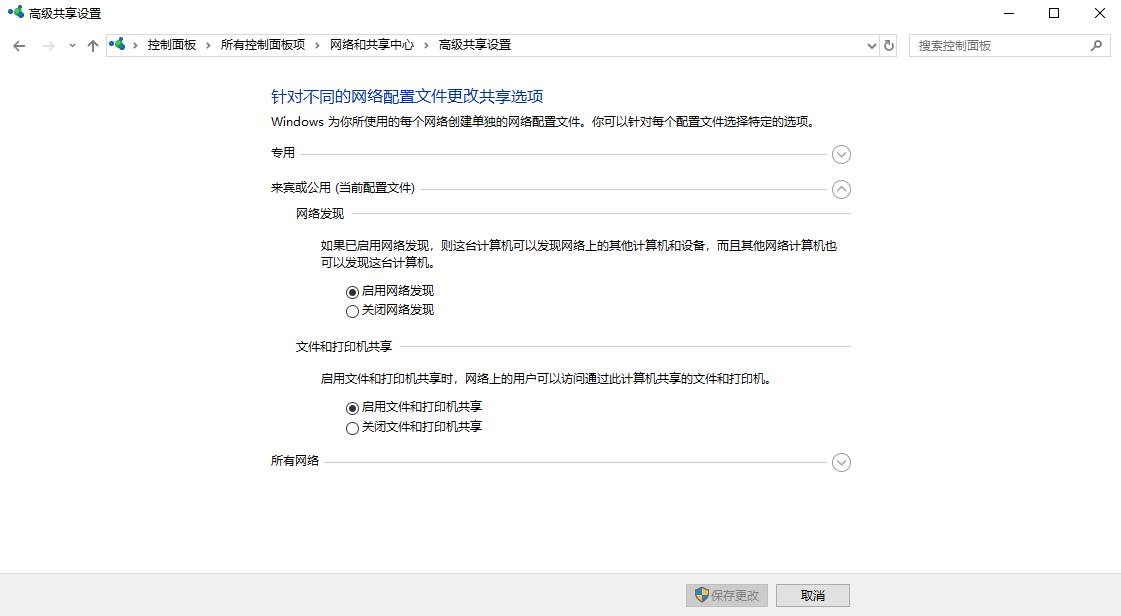 高级共享设置
控制面板 › 所有控制面板项 › 网络和共享中心 › 高级共享设置
搜索控制面板
针对不同的网络配置文件更改共享选项
Windows 为你所使用的每个网络创建单独的网络配置文件。你可以针对每个配置文件选择特定的选项。
专用
来宾或公用 (当前配置文件)
网络发现
如果已启用网络发现，则这台计算机可以发现网络上的其他计算机和设备，而且其他网络计算机也
可以发现这台计算机。
启用网络发现
关闭网络发现
文件和打印机共享
启用文件和打印机共享时，网络上的用户可以访问通过此计算机共享的文件和打印机。
启用文件和打印机共享
关闭文件和打印机共享
所有网络
保存更改
取消